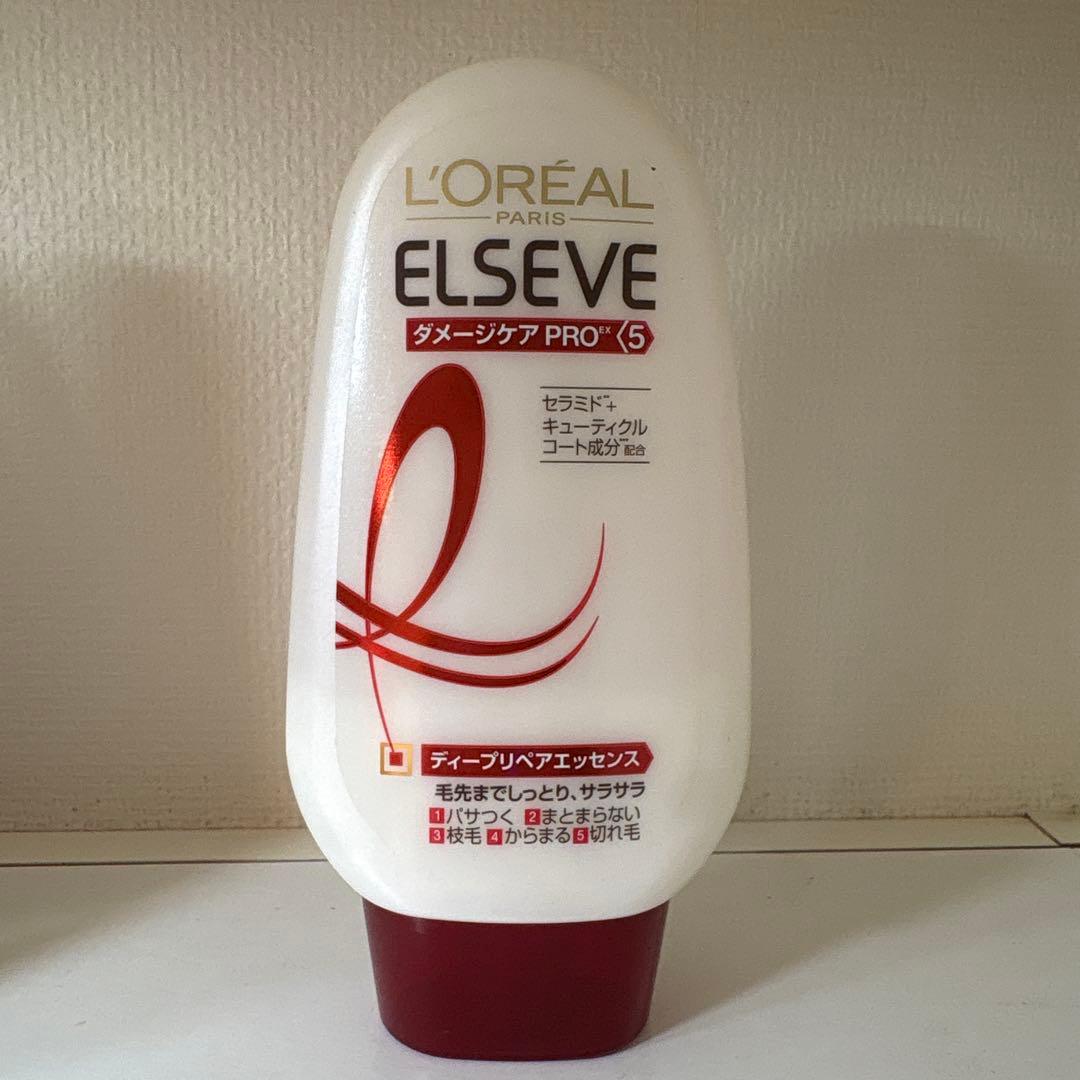 L'ORÉAL
PARIS
ELSEVE
ダメージケア PRO EX 5
セラミド**+
キューティクル
コート成分***配合
ディープリペアエッセンス
毛先までしっとり、サラサラ
1 パサつく 2 まとまらない
3 枝毛 4 からまる 5 切れ毛